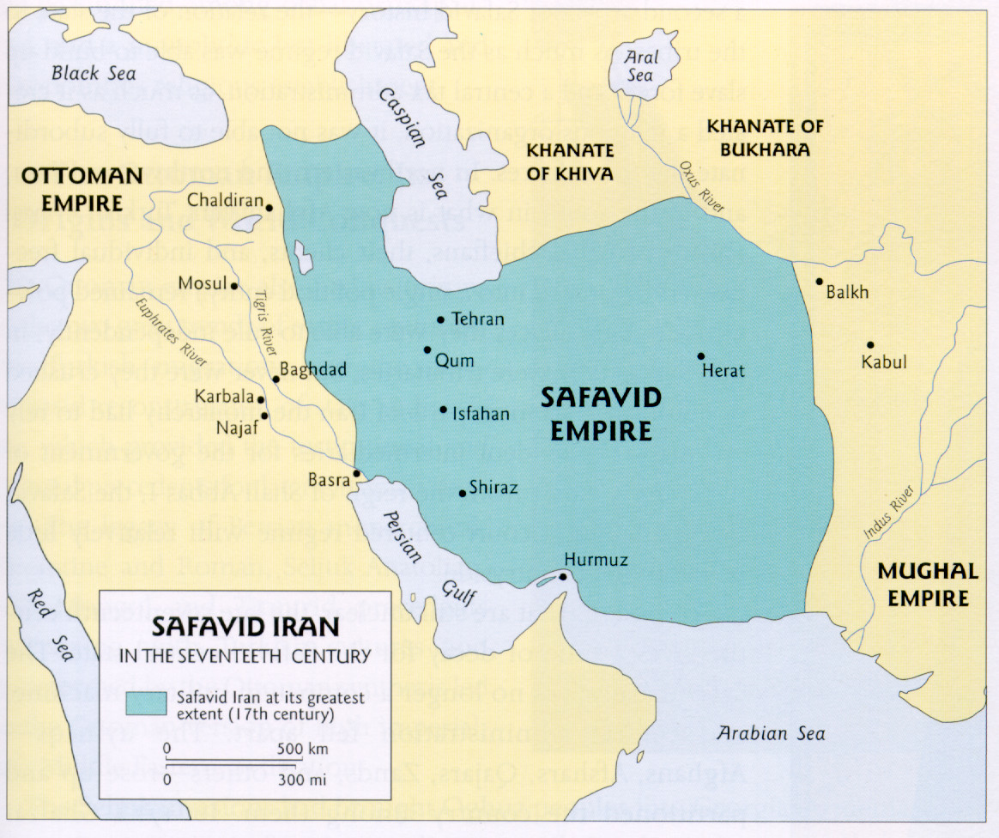 Black Sea
Caspian
Sea
Aral
Sea
KHANATE
OF KHIVA
KHANATE OF
BUKHARA
Oxus River
OTTOMAN
EMPIRE
Chaldiran
Mosul
Tigris River
Euphrates River
Tehran
Qum
Baghdad
Karbala
Najaf
Isfahan
SAFAVID
EMPIRE
Herat
Balkh
Kabul
Basra
Shiraz
Persian
Gulf
Hurmuz
Indus River
MUGHAL
EMPIRE
Red
Sea
Arabian Sea
SAFAVID IRAN
IN THE SEVENTEETH CENTURY
Safavid Iran at its greatest
extent (17th century)
0 500 km
0 300 mi